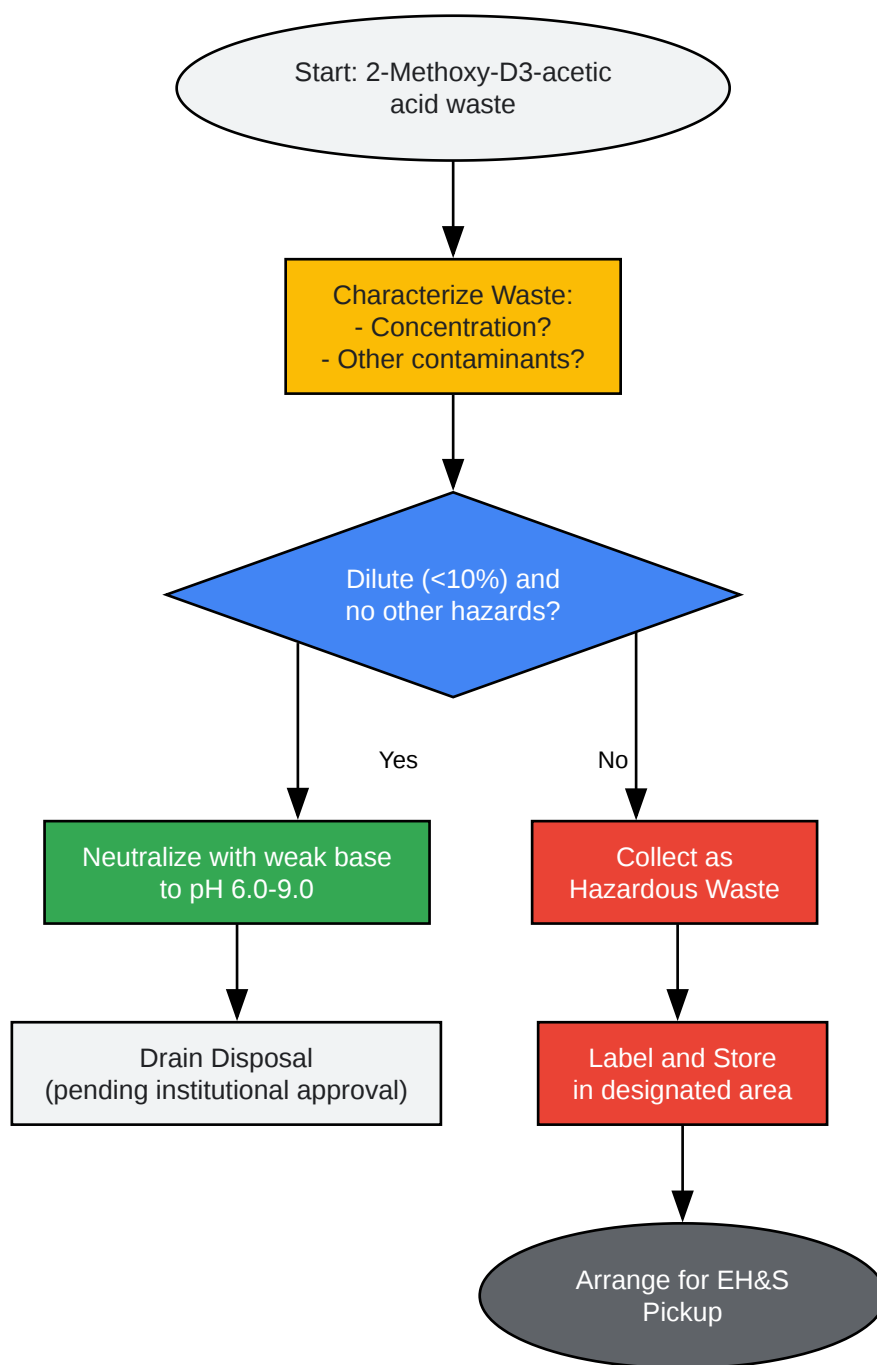 Start: 2-Methoxy-D3-acetic
acid waste
Characterize Waste:
- Concentration?
- Other contaminants?
Dilute (<10%) and
no other hazards?
Yes
No
Neutralize with weak base
to pH 6.0-9.0
Collect as
Hazardous Waste
Drain Disposal
(pending institutional approval)
Label and Store
in designated area
Arrange for EH&S
Pickup